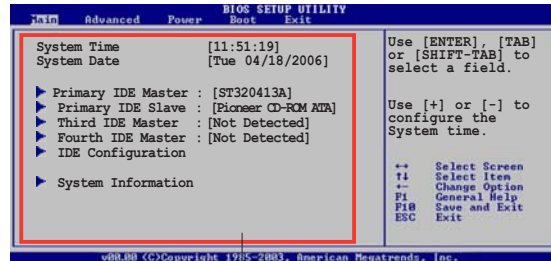 BIOS SETUP UTILITY
Main Advanced Power Boot Exit
System Time [11:51:19]
System Date [Tue 04/18/2006]
Primary IDE Master : [ST320413A]
Primary IDE Slave : [Pioneer CD-ROM ATA]
Third IDE Master : [Not Detected]
Fourth IDE Master : [Not Detected]
IDE Configuration
System Information
Use [ENTER], [TAB]
or [SHIFT-TAB] to
select a field.
Use [+] or [-] to
configure the
System time.
↔ Select Screen
↑↓ Select Item
+- Change Option
F1 General Help
F10 Save and Exit
ESC Exit
v00.00 (C)Copyright 1985-2003, American Megatrends, Inc.